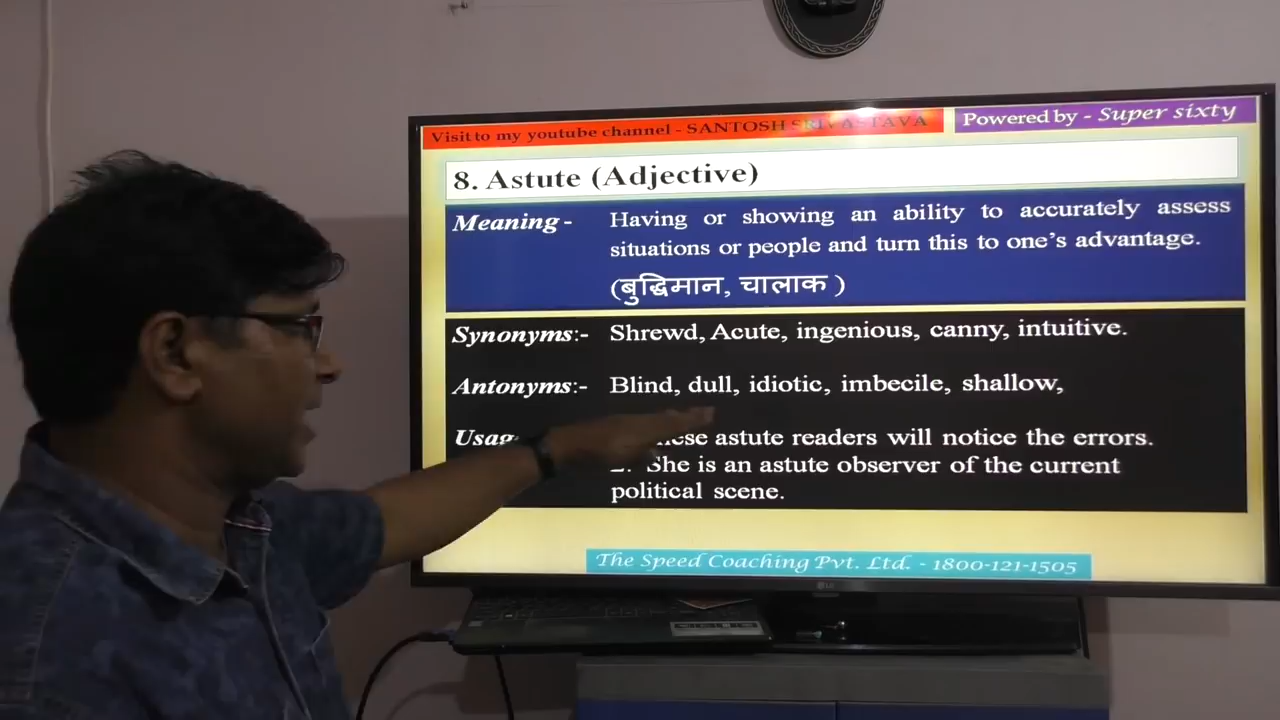 Visit to my youtube channel - SANTOSH SRIVASTAVA
Powered by - Super sixty
8. Astute (Adjective)
Meaning - Having or showing an ability to accurately assess
situations or people and turn this to one's advantage.
(बुद्धिमान, चालाक )
Synonyms:- Shrewd, Acute, ingenious, canny, intuitive.
Antonyms:- Blind, dull, idiotic, imbecile, shallow,
astute readers will notice the errors.
She is an astute observer of the current
political scene.
The Speed Coaching Pvt. Ltd. - 1800-121-1505
LG